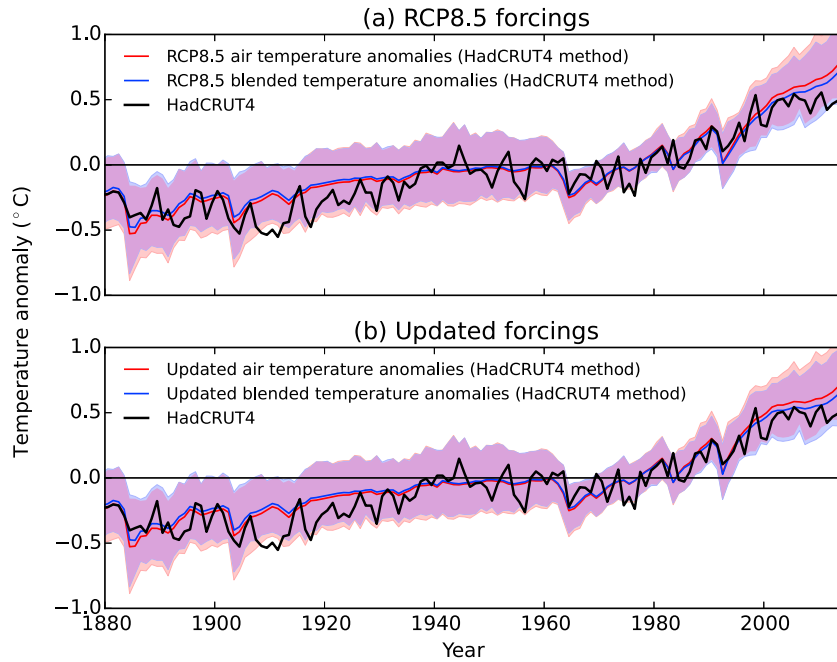 (a) RCP8.5 forcings
1.0
RCP8.5 air temperature anomalies (HadCRUT4 method)
RCP8.5 blended temperature anomalies (HadCRUT4 method)
0.5
HadCRUT4
0.0
−0.5
−1.0
Temperature anomaly (°C)
(b) Updated forcings
1.0
Updated air temperature anomalies (HadCRUT4 method)
Updated blended temperature anomalies (HadCRUT4 method)
0.5
HadCRUT4
0.0
−0.5
−1.0
1880 1900 1920 1940 1960 1980 2000
Year